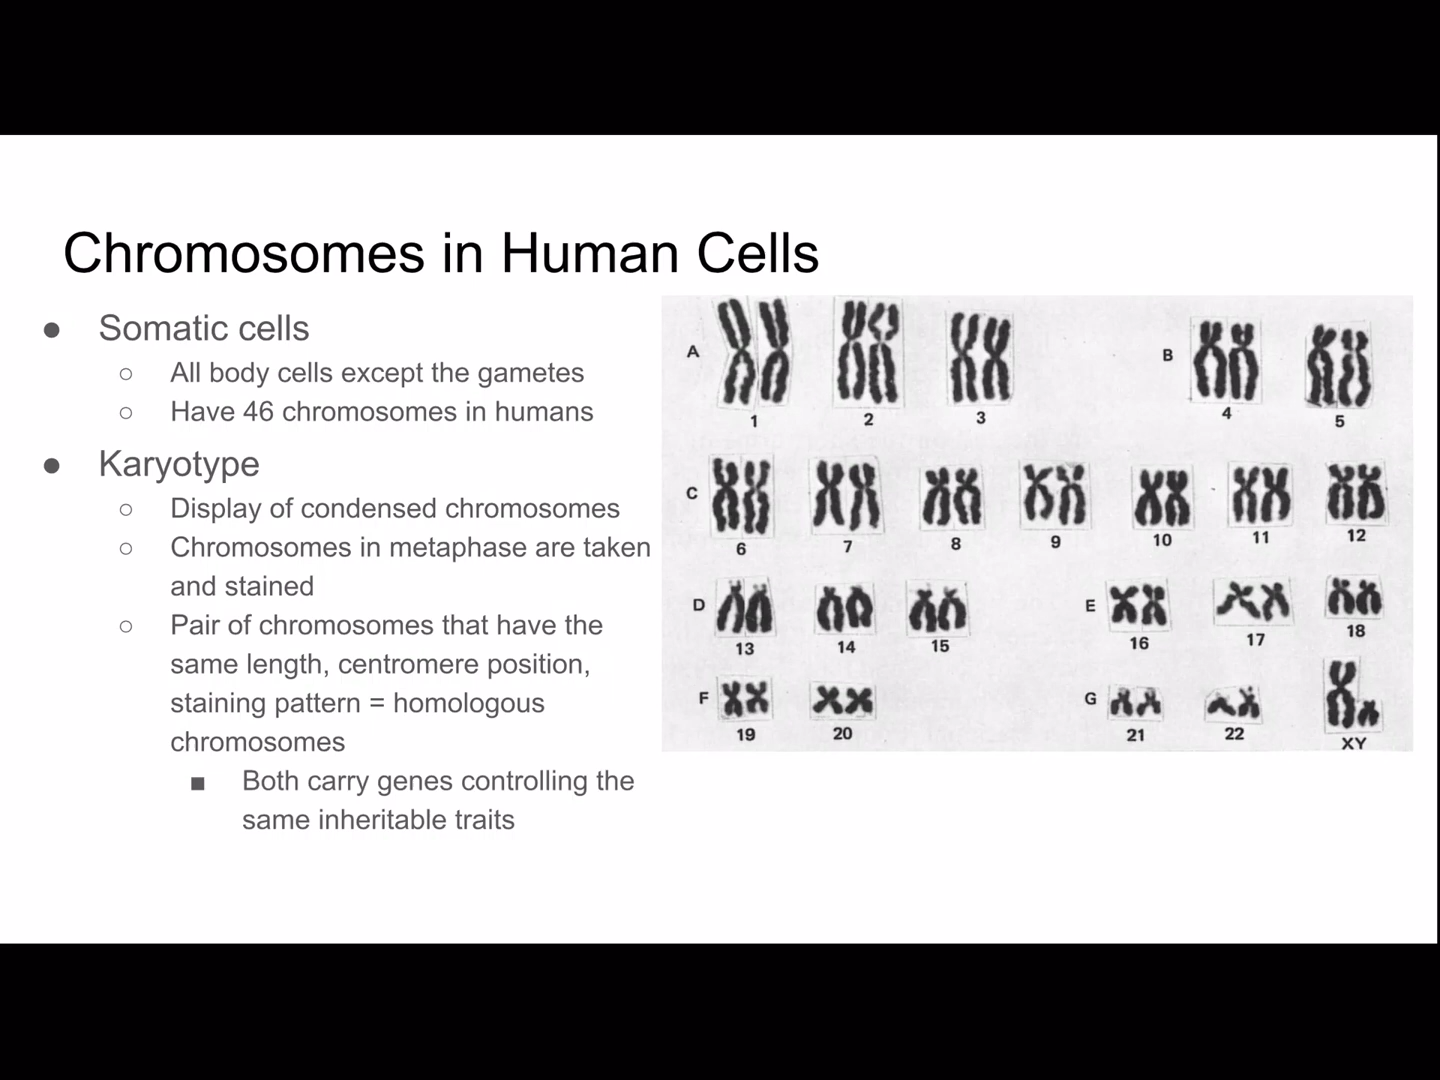 Chromosomes in Human Cells
● Somatic cells
○ All body cells except the gametes
○ Have 46 chromosomes in humans
● Karyotype
○ Display of condensed chromosomes
○ Chromosomes in metaphase are taken
and stained
○ Pair of chromosomes that have the
same length, centromere position,
staining pattern = homologous
chromosomes
■ Both carry genes controlling the
same inheritable traits
A B
1 2 3 4 5
C
6 7 8 9 10 11 12
D E
13 14 15 16 17 18
F G
19 20 21 22 XY